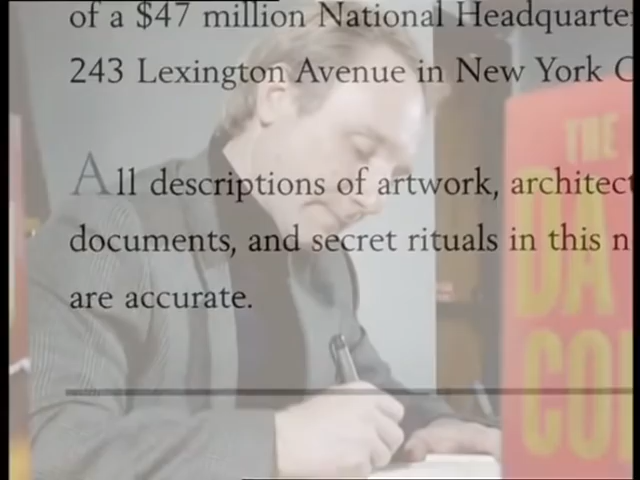 of a $47 million National Headquarte
243 Lexington Avenue in New York C
All descriptions of artwork, architect
documents, and secret rituals in this n
are accurate.
THE
DA
CO